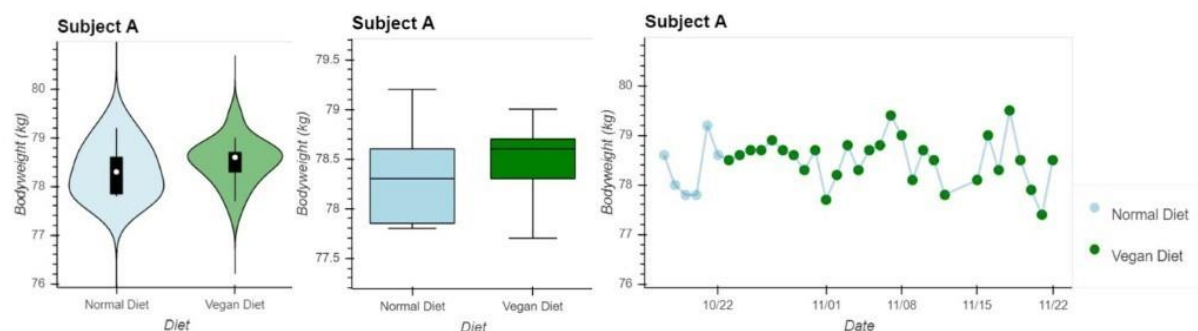 Subject A
Bodyweight (kg)
80
79
78
77
76
Normal Diet
Vegan Diet
Diet
Subject A
Bodyweight (kg)
79.5
79
78.5
78
77.5
Normal Diet
Vegan Diet
Diet
Subject A
Bodyweight (kg)
80
79
78
77
76
10/22
11/01
11/08
11/15
11/22
Date
Normal Diet
Vegan Diet